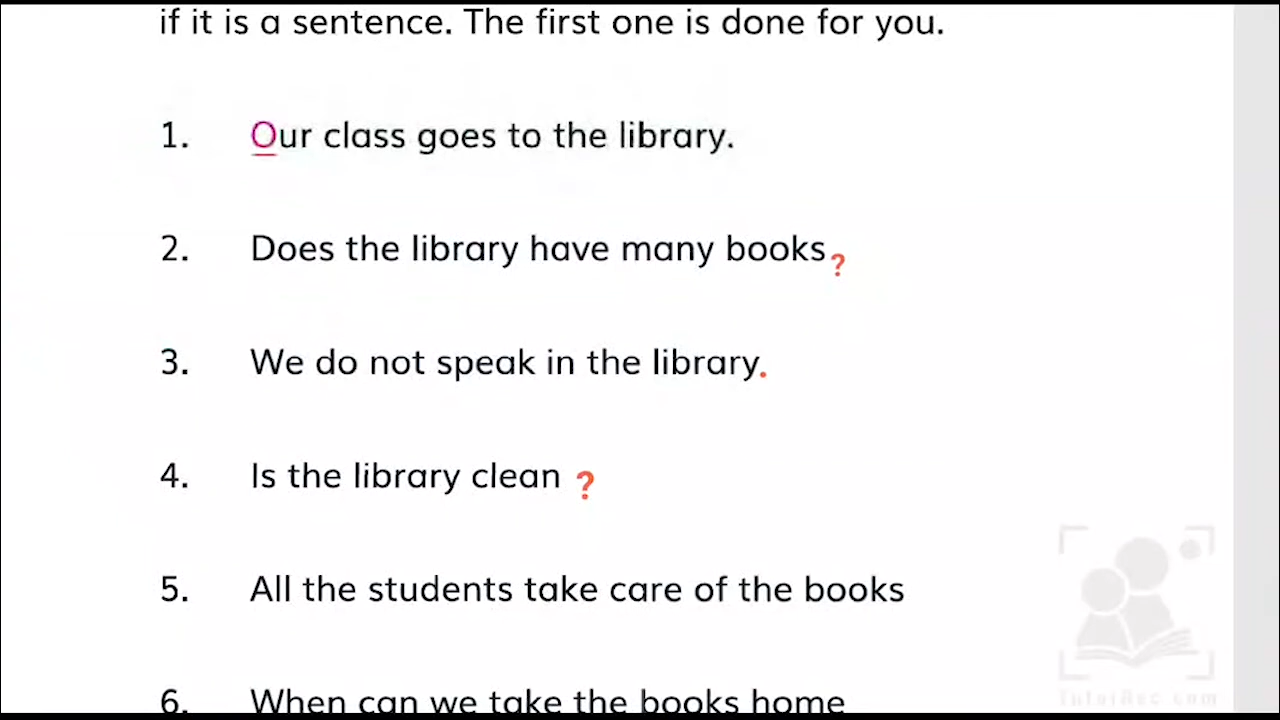 if it is a sentence. The first one is done for you.
1. Our class goes to the library.
2. Does the library have many books?
3. We do not speak in the library.
4. Is the library clean ?
5. All the students take care of the books
6. When can we take the books home
TutorRec.com